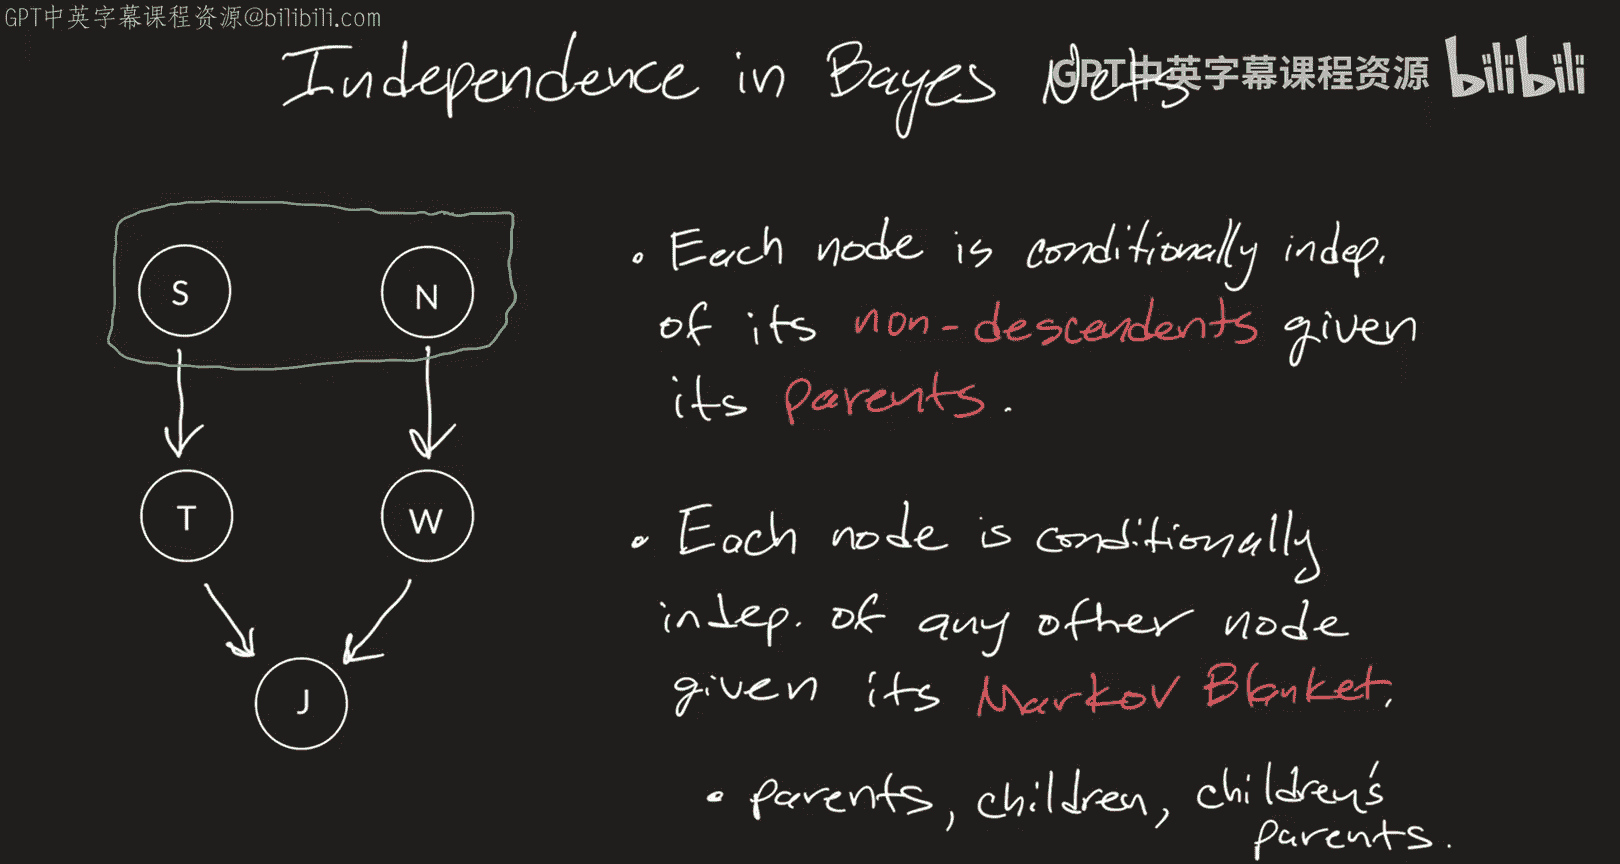 GPT中英字幕课程资源@bilibili.com
Independence in Bayes Nets
GPT中英字幕课程资源 bilibili
S N
• Each node is conditionally indep.
of its non-descendents given
its parents.
T W
• Each node is conditionally
indep. of any other node
given its Markov Blanket.
J
• parents, children, children's
parents.